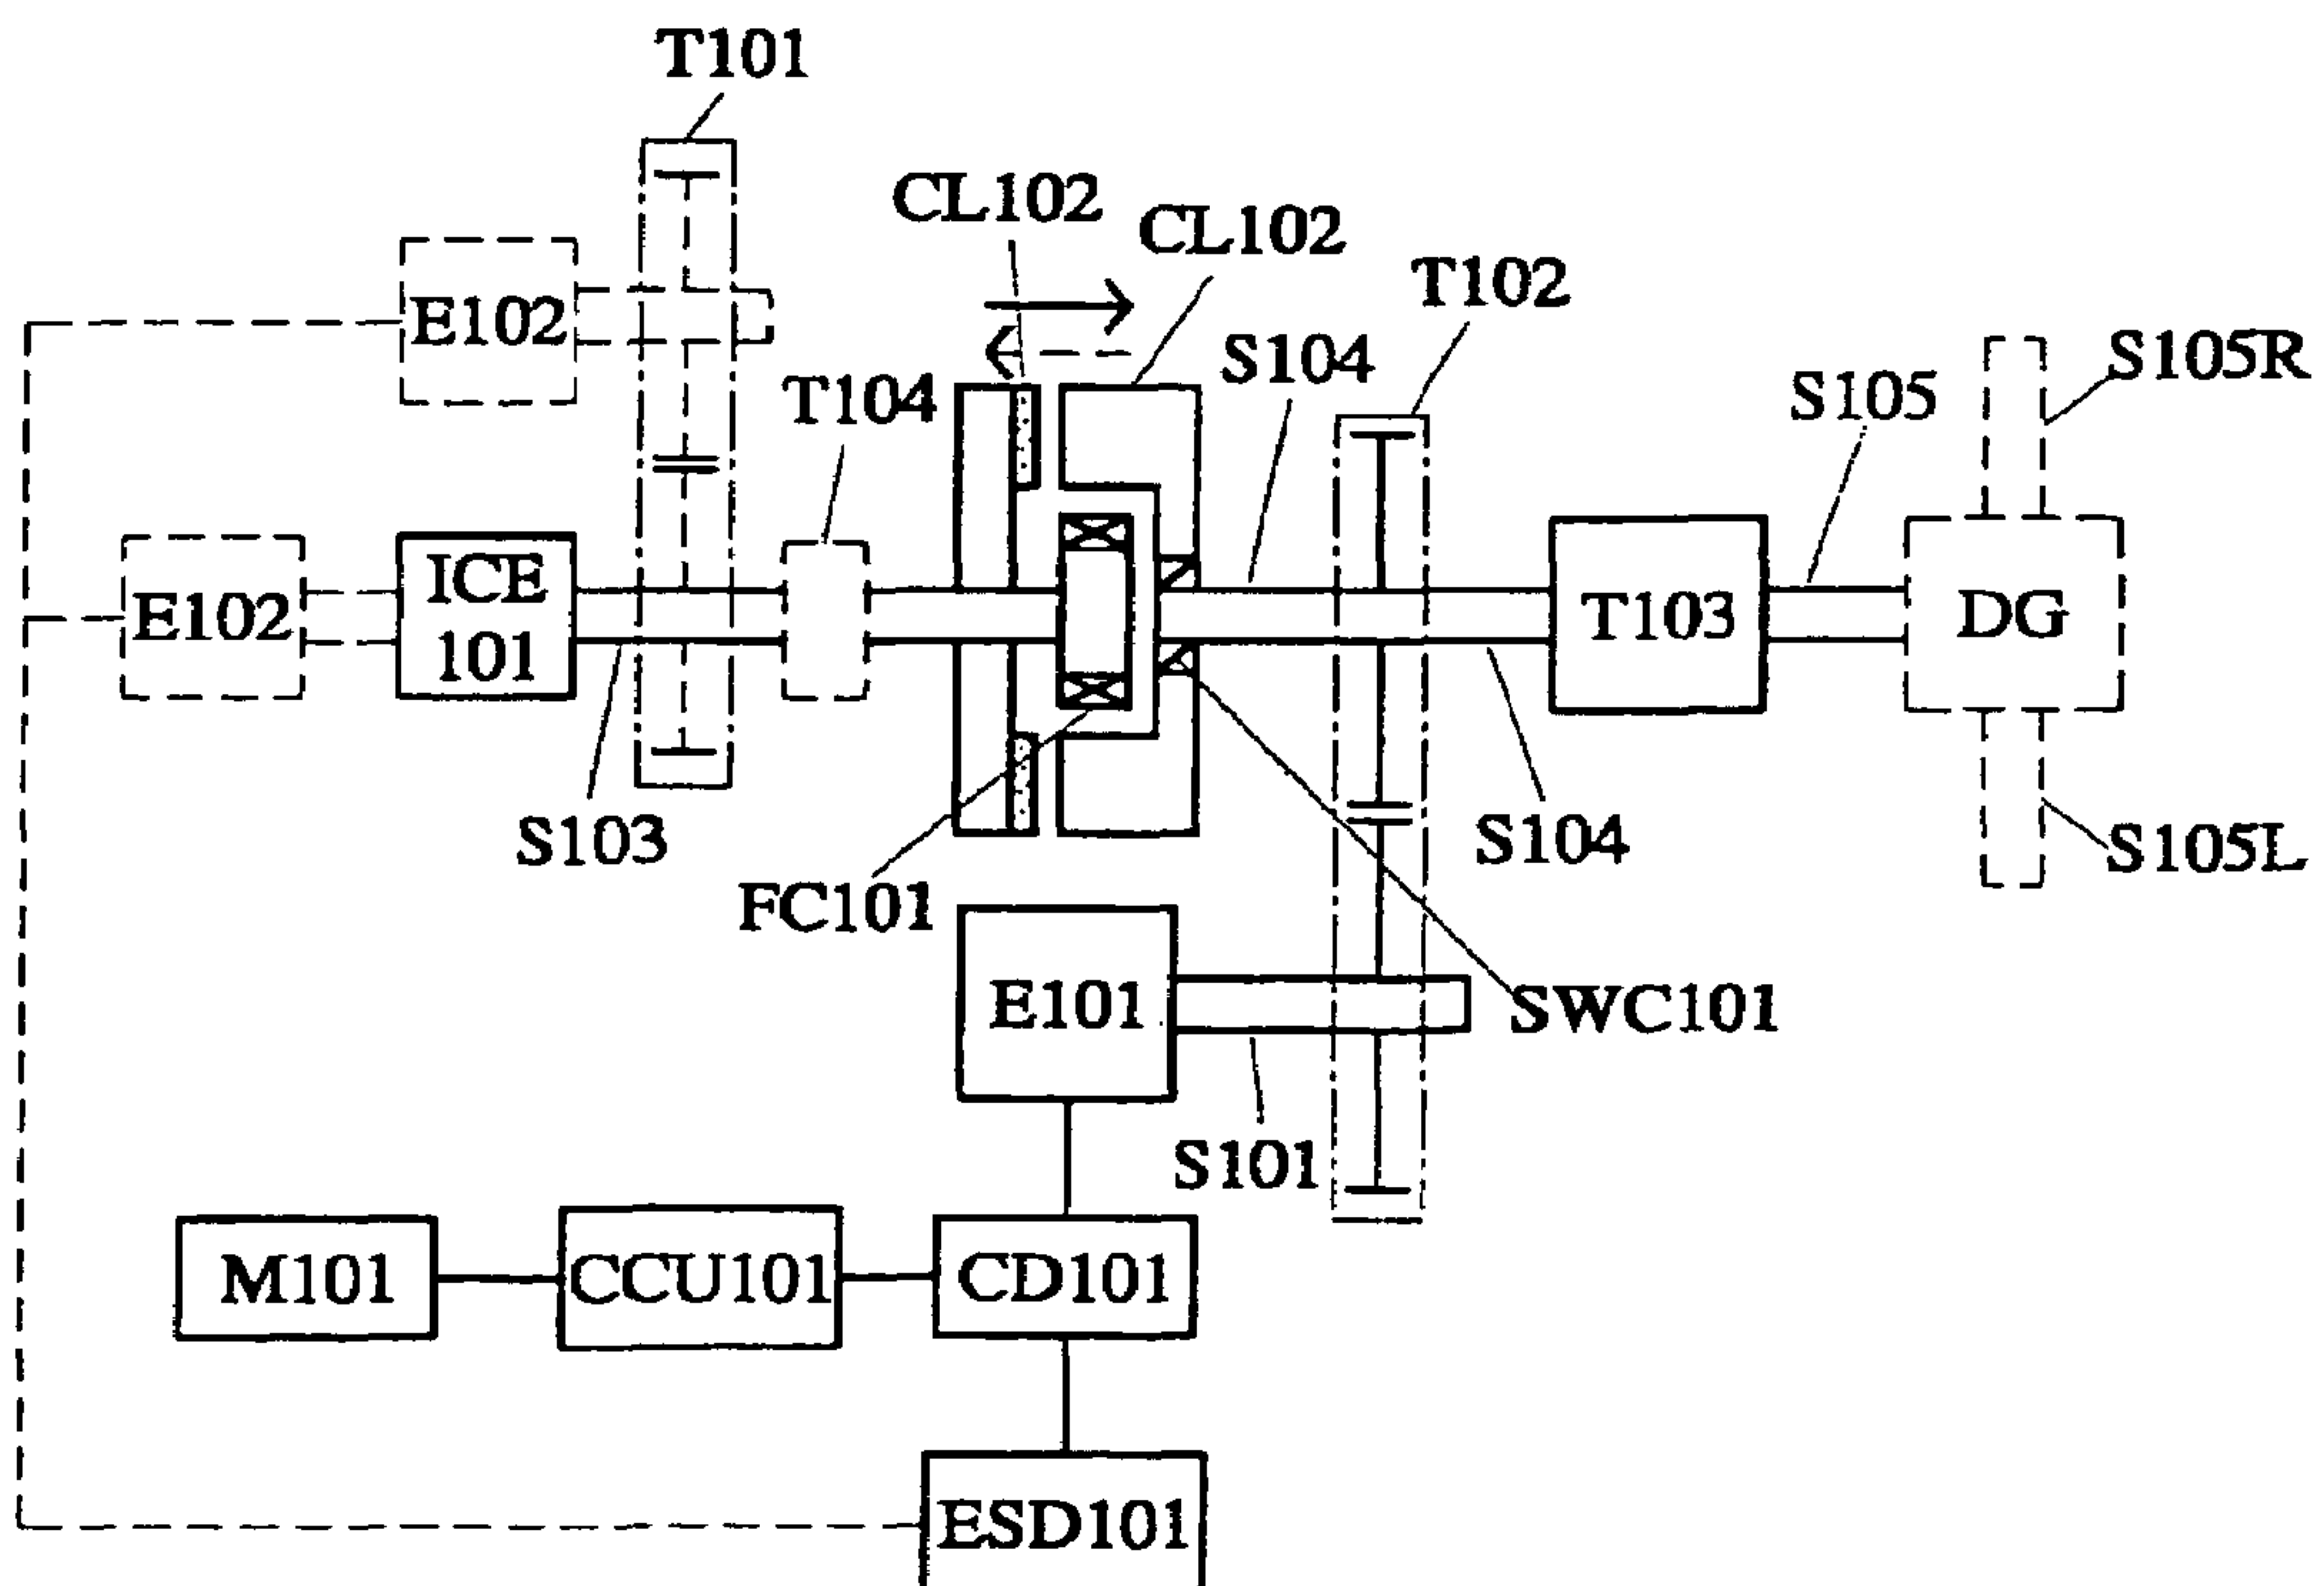 T101
CL102
CL102
T102
E102
S104
S105R
T104
S105
E102
ICE
101
T103
DG
S103
S104
S105L
FC101
E101
SWC101
S101
M101
CCU101
CD101
ESD101